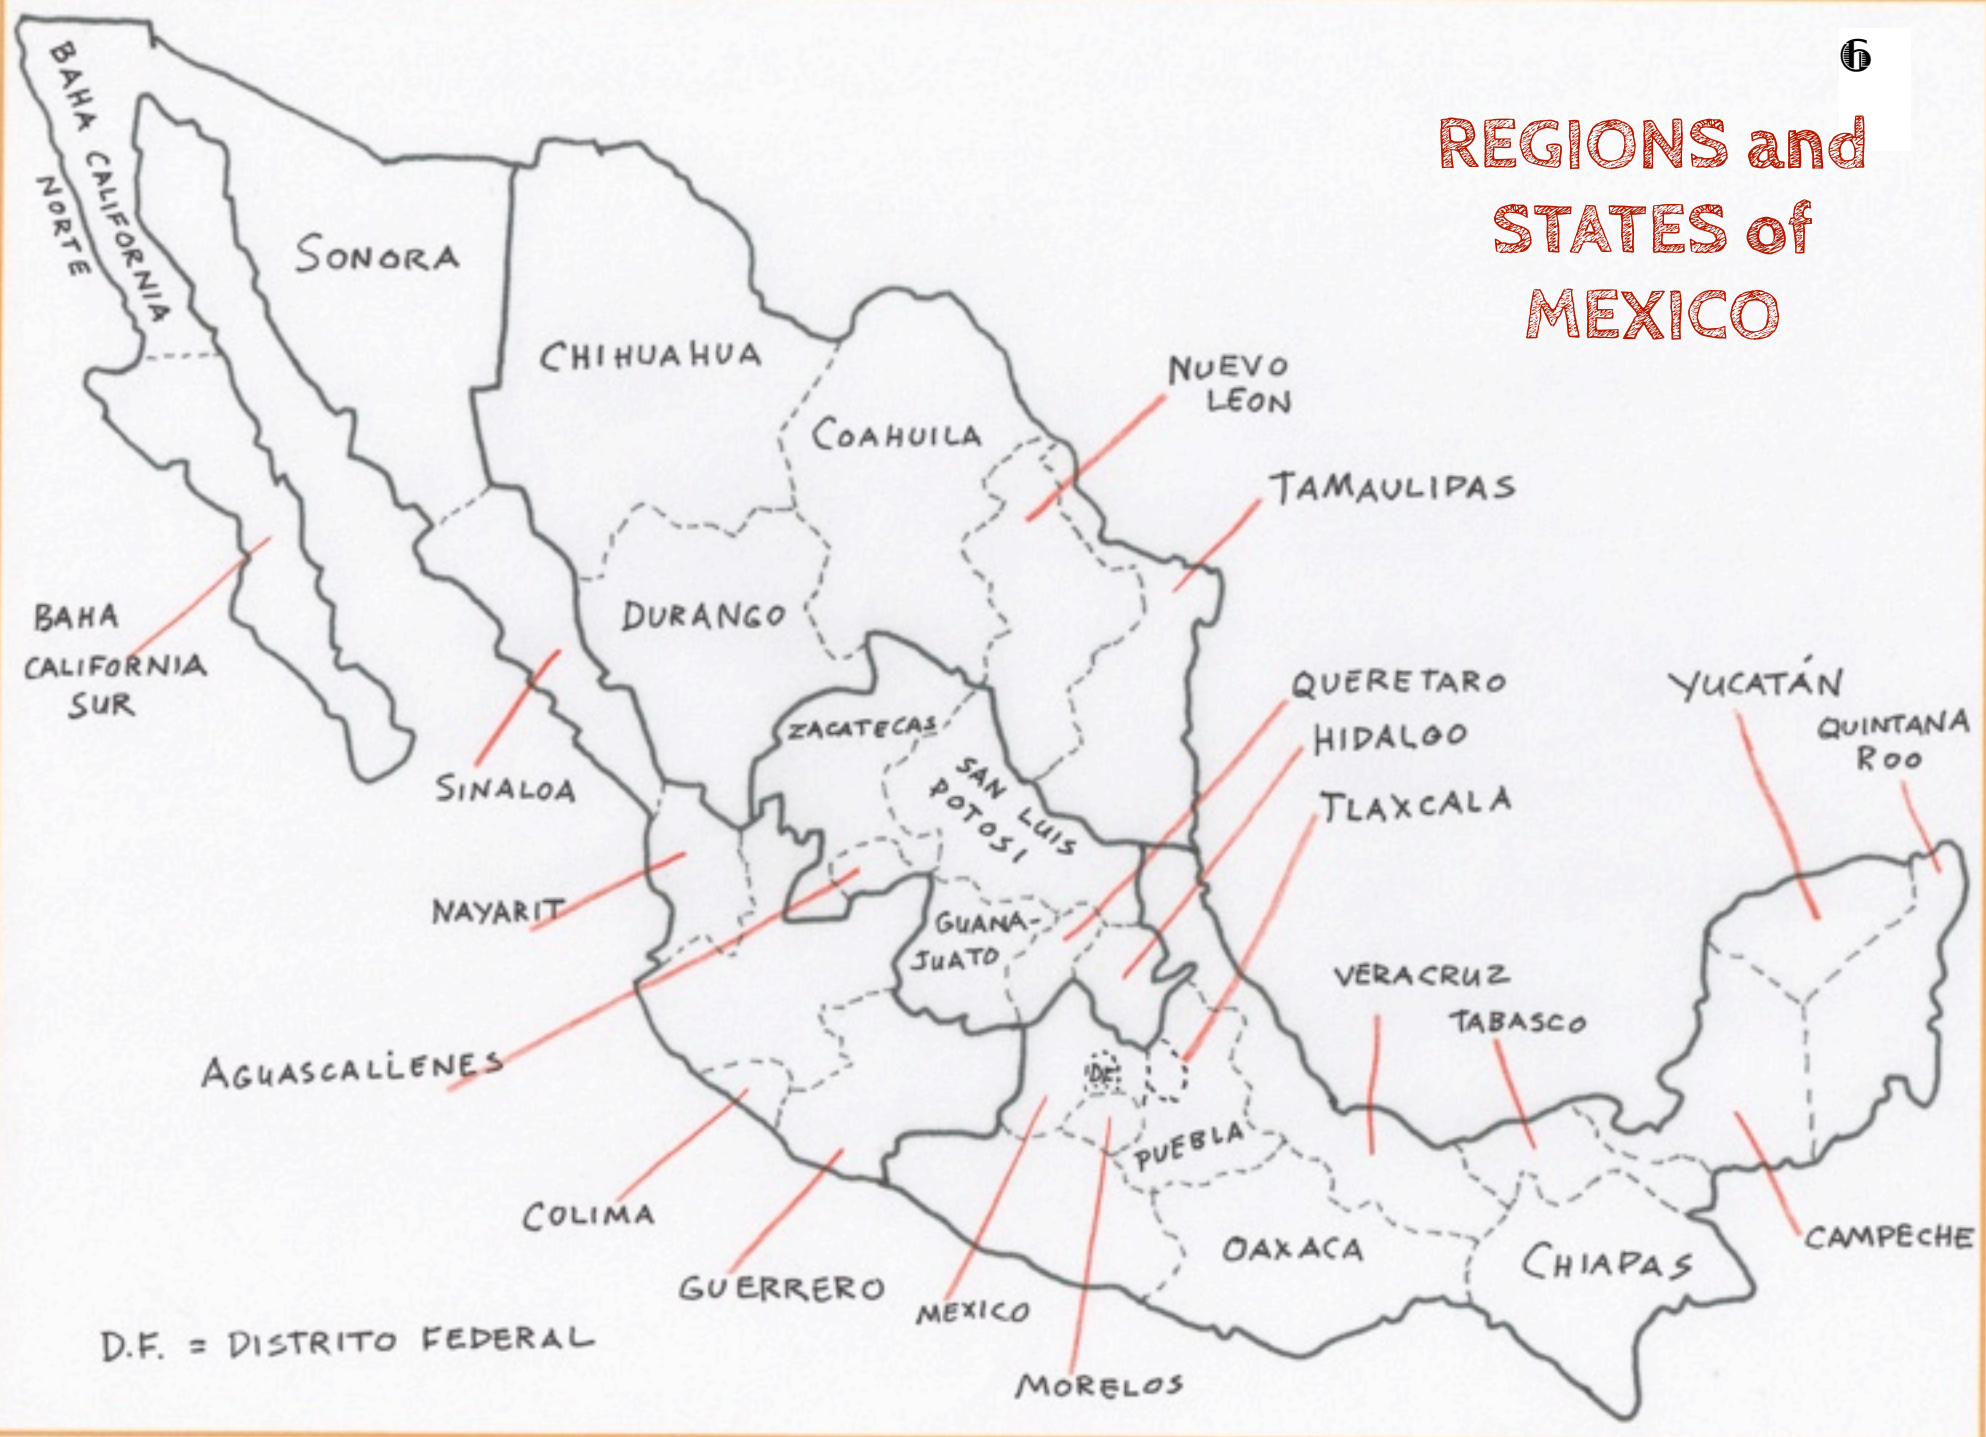 6
REGIONS and
STATES of
MEXICO
BAHA CALIFORNIA
NORTE
SONORA
CHIHUAHUA
COAHUILA
NUEVO
LEON
TAMAULIPAS
DURANGO
BAHA
CALIFORNIA
SUR
SINALOA
ZACATECAS
SAN LUIS
POTOSI
QUERETARO
HIDALGO
TLAXCALA
YUCATÁN
QUINTANA
ROO
NAYARIT
GUANA-
JUATO
VERACRUZ
TABASCO
AGUASCALIENES
DF
PUEBLA
COLIMA
GUERRERO
MEXICO
MORELOS
OAXACA
CHIAPAS
CAMPECHE
D.F. = DISTRITO FEDERAL